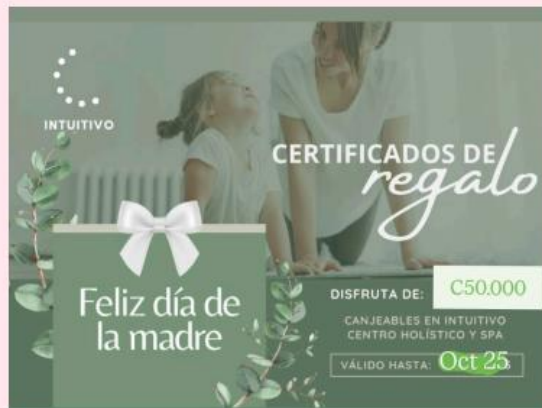 INTUITIVO
CERTIFICADOS DE
regalo
Feliz día de
la madre
DISFRUTA DE: C50.000
CANJEABLES EN INTUITIVO
CENTRO HOLÍSTICO Y SPA
VÁLIDO HASTA: Oct 25